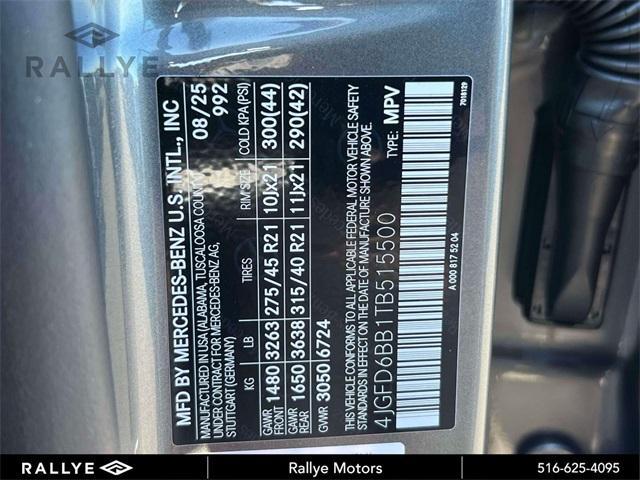 RALLYE
MFD BY MERCEDES-BENZ U.S. INTL., INC
08/25
MANUFACTURED IN USA (ALABAMA, TUSCALOOSA COUNTY)
UNDER CONTRACT FOR MERCEDES-BENZ AG,
STUTTGART (GERMANY)
992
KG LB TIRES RIM SIZE COLD KPA(PSI)
GAWR FRONT 1480 3263 275/45 R21 10Jx21 300(44)
GAWR REAR 1650 3638 315/40 R21 11Jx21 290(42)
GVWR 3050 6724
THIS VEHICLE CONFORMS TO ALL APPLICABLE FEDERAL MOTOR VEHICLE SAFETY
STANDARDS IN EFFECT ON THE DATE OF MANUFACTURE SHOWN ABOVE.
4JGFD6BB1TB515500 TYPE: MPV
A 000 817 52 04 7018129
RALLYE Rallye Motors 516-625-4095